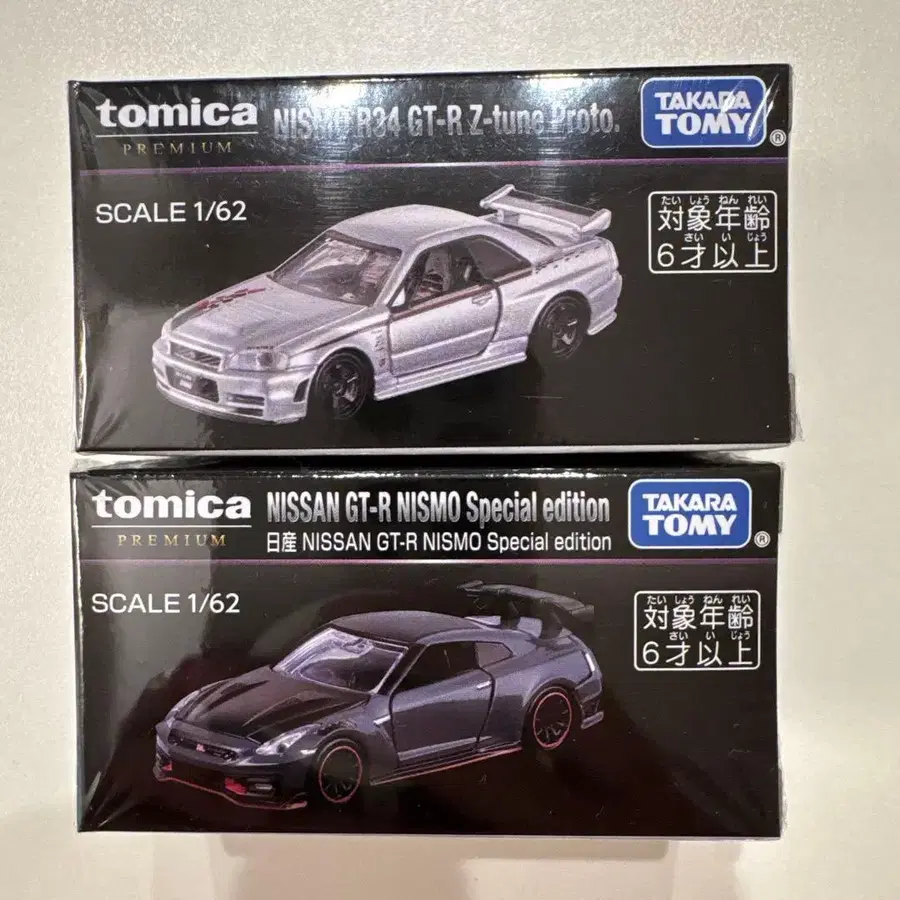 tomica
PREMIUM
NISMO R34 GT-R Z-tune Proto.
TAKARA
TOMY
®
SCALE 1/62
たい しょう ねん れい
対象年齢
さい い じょう
6才以上
tomica
PREMIUM
NISSAN GT-R NISMO Special edition
日産 NISSAN GT-R NISMO Special edition
TAKARA
TOMY
®
SCALE 1/62
たい しょう ねん れい
対象年齢
さい い じょう
6才以上